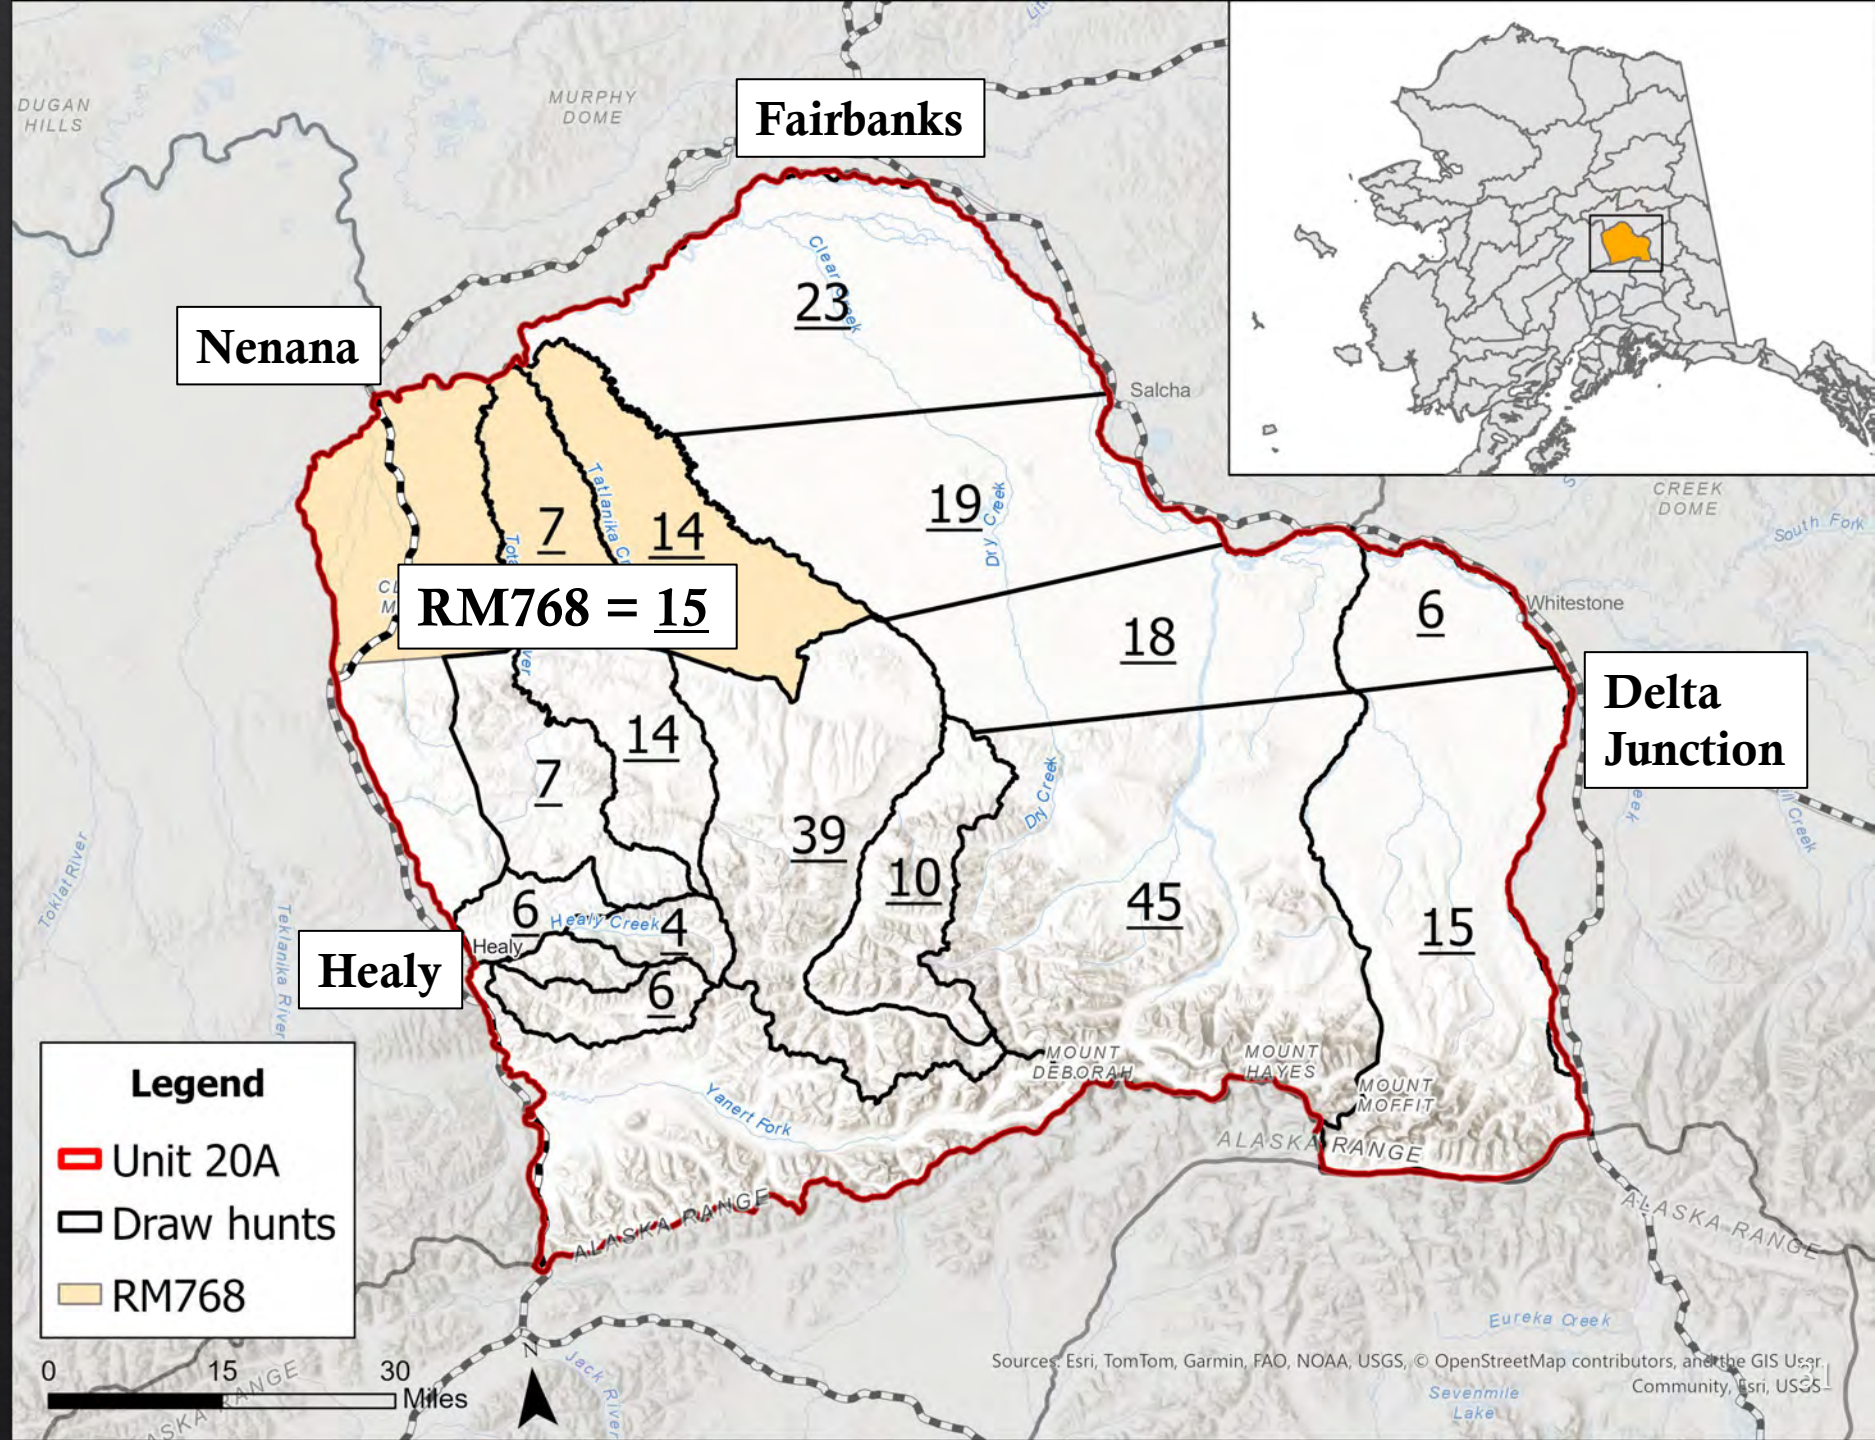 DUGAN
HILLS
MURPHY
DOME
Fairbanks
Clear Creek
23
Nenana
Salcha
CREEK
DOME
South Fork
Tatlanika
7
14
19
Dry Creek
RM768 = 15
18
6
Whitestone
Delta
Junction
14
7
39
10
Dry Creek
45
15
Toklat River
Teklanika River
6
Healy Creek
4
Healy
Healy
6
MOUNT
DEBORAH
MOUNT
HAYES
MOUNT
MOFFIT
Yanert Fork
ALASKA RANGE
ALASKA RANGE
ALASKA RANGE
Legend
Unit 20A
Draw hunts
RM768
0 15 30
Miles
N
Jack River
Eureka Creek
Sevenmile
Lake
Sources: Esri, TomTom, Garmin, FAO, NOAA, USGS, © OpenStreetMap contributors, and the GIS User
Community, Esri, USGS